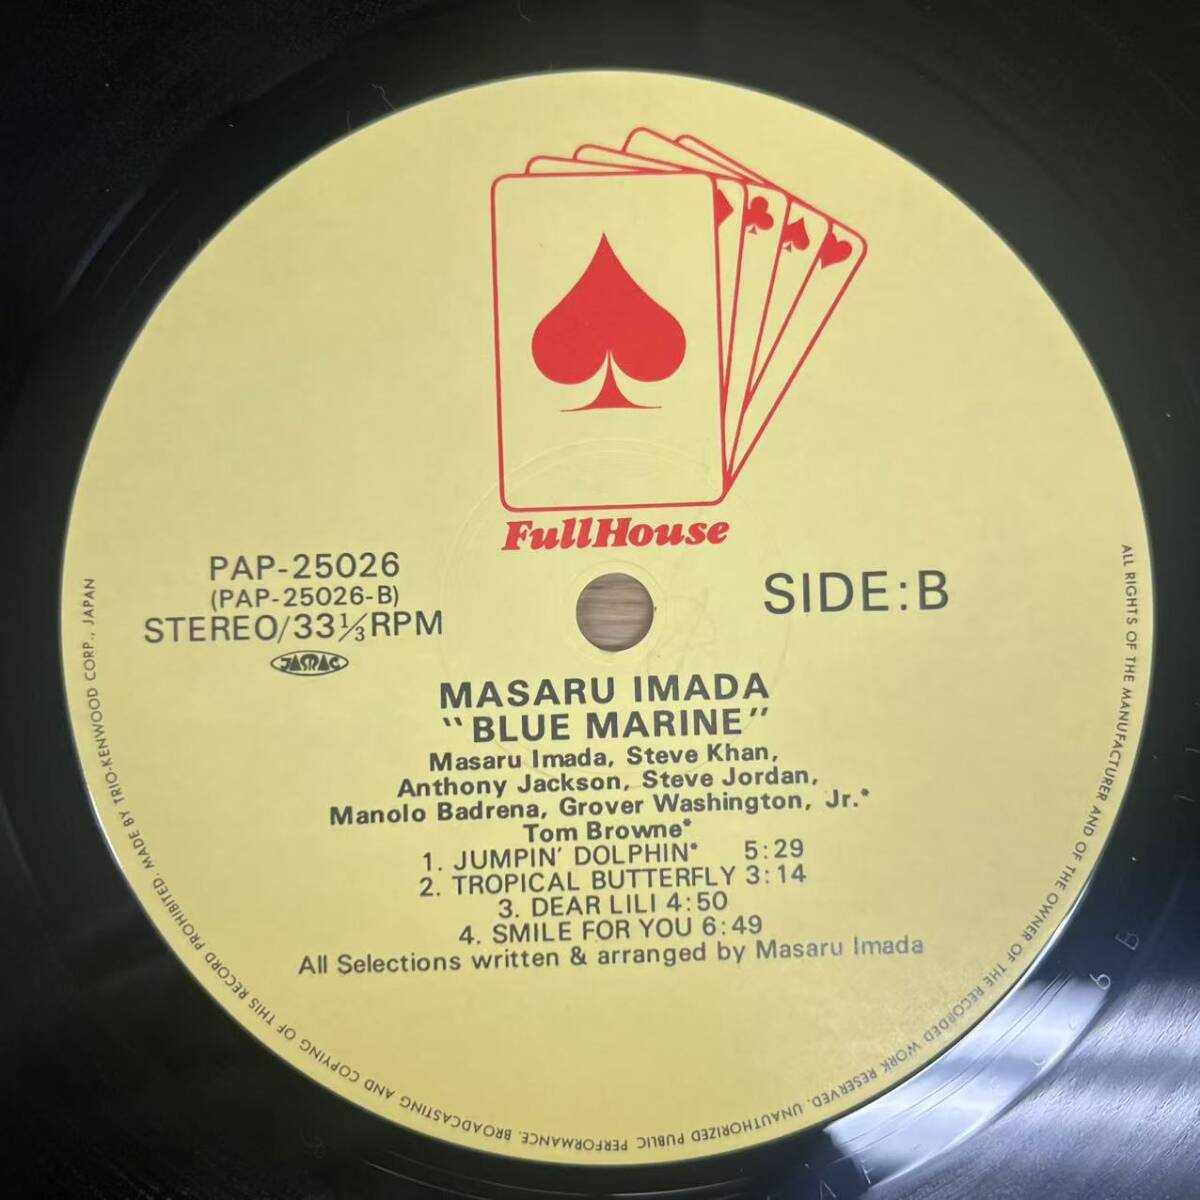 FullHouse
PAP-25026
(PAP-25026-B)
STEREO/33⅓RPM
JASRAC
SIDE:B
MASARU IMADA
"BLUE MARINE"
Masaru Imada, Steve Khan,
Anthony Jackson, Steve Jordan,
Manolo Badrena, Grover Washington, Jr.*
Tom Browne*
1. JUMPIN' DOLPHIN* 5:29
2. TROPICAL BUTTERFLY 3:14
3. DEAR LILI 4:50
4. SMILE FOR YOU 6:49
All Selections written & arranged by Masaru Imada
ALL RIGHTS OF THE MANUFACTURER AND OF THE OWNER OF THE RECORDED WORK RESERVED. UNAUTHORIZED PUBLIC PERFORMANCE. BROADCASTING AND COPYING OF THIS RECORD PROHIBITED. MADE BY TRIO-KENWOOD CORP., JAPAN